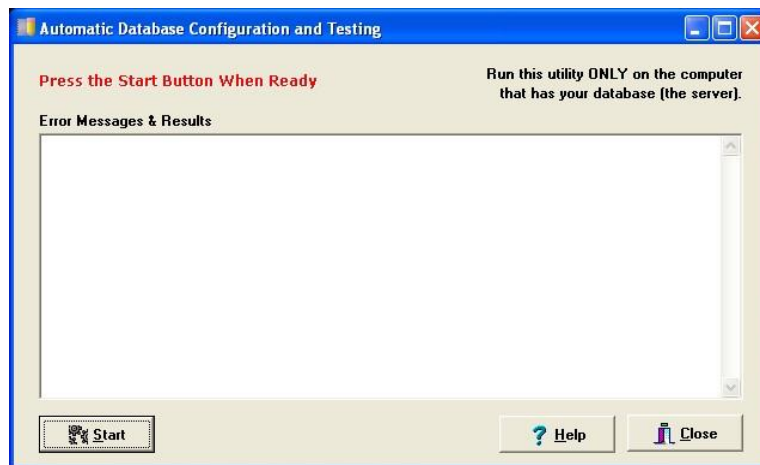 Automatic Database Configuration and Testing
Press the Start Button When Ready
Run this utility ONLY on the computer
that has your database (the server).
Error Messages & Results
Start
Help
Close